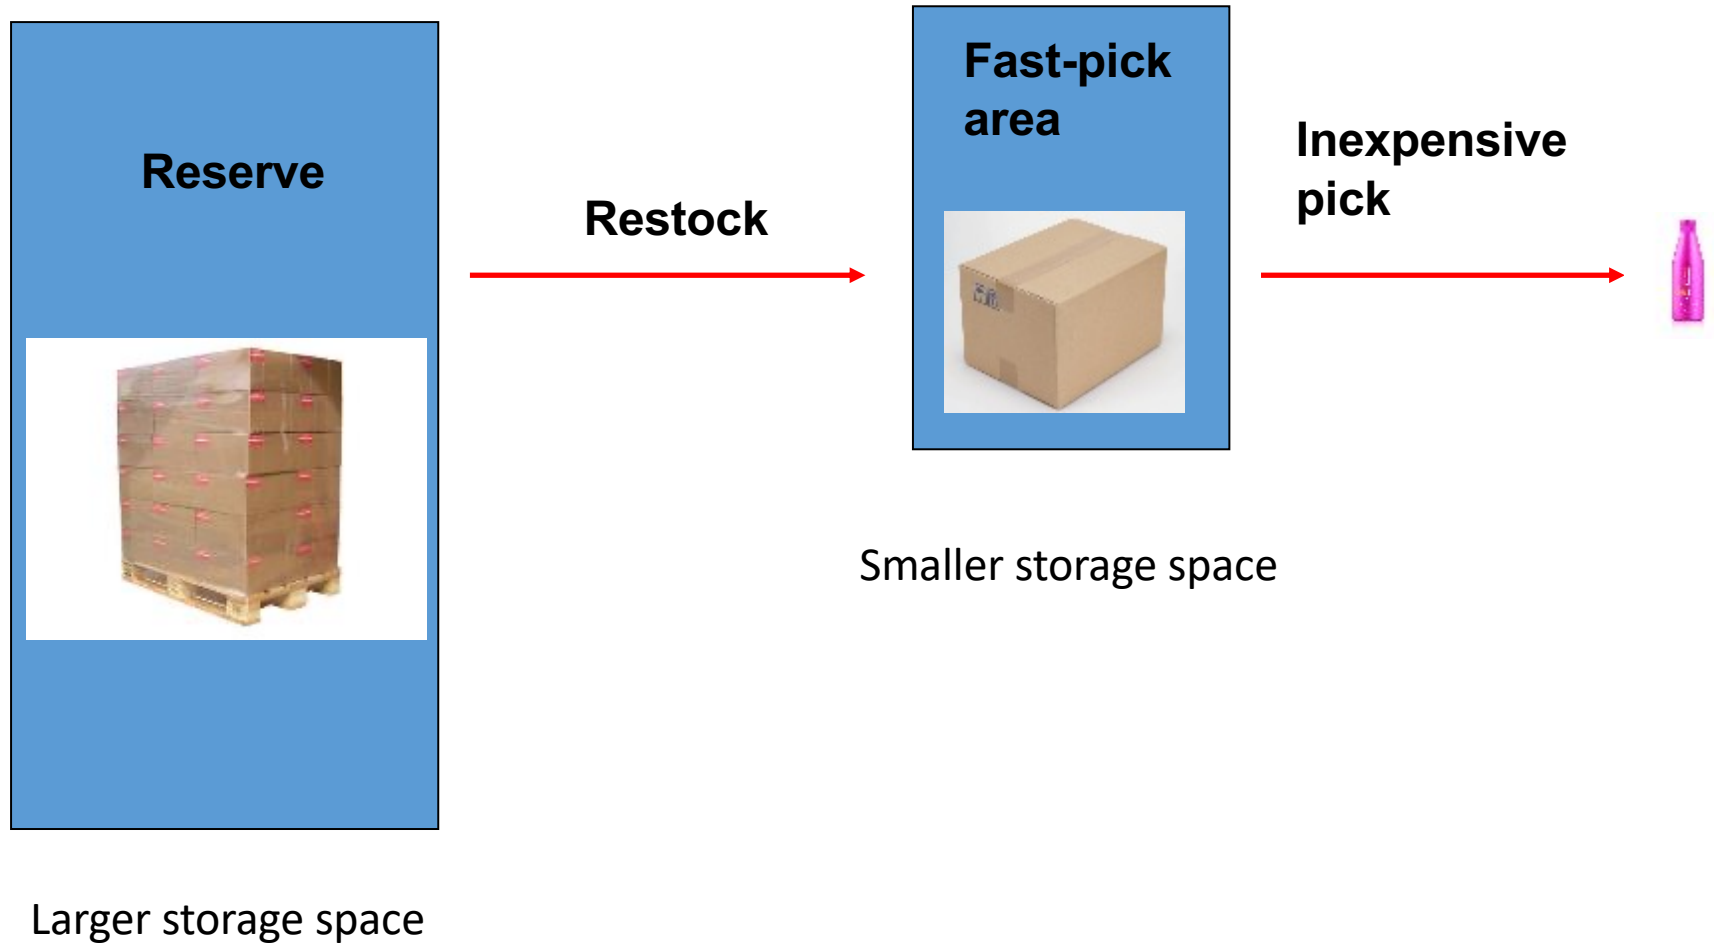 Reserve
Restock
Fast-pick
area
Inexpensive
pick
Smaller storage space
Larger storage space